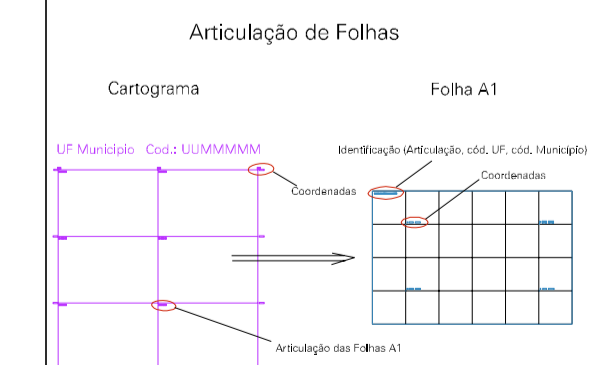 Articulação de Folhas
Cartograma
Folha A1
UF Municipio Cod.: UUMMMMM
Identificação (Articulação, cód. UF, cód. Município)
Coordenadas
Coordenadas
Articulação das Folhas A1